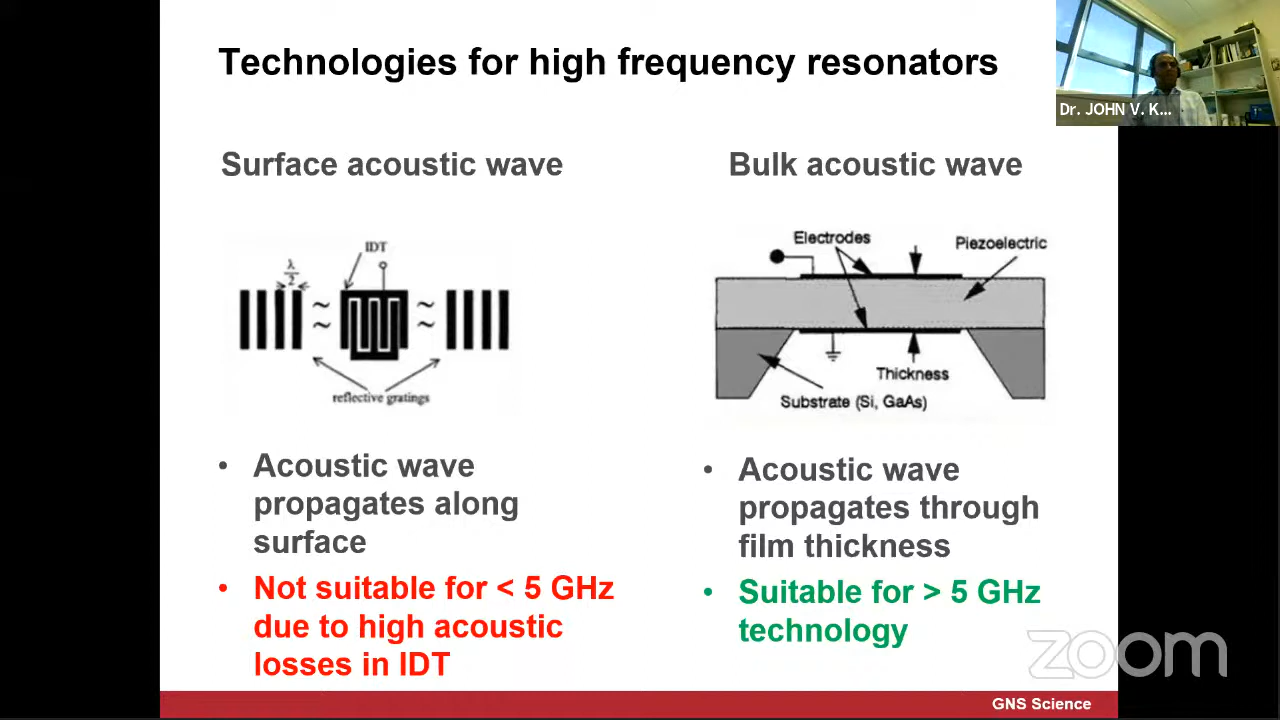 Technologies for high frequency resonators
Dr. JOHN V. K...
Surface acoustic wave
IDT
λ
2
reflective gratings
Acoustic wave
propagates along
surface
Not suitable for < 5 GHz
due to high acoustic
losses in IDT
Bulk acoustic wave
Electrodes
Piezoelectric
Thickness
Substrate (Si, GaAs)
Acoustic wave
propagates through
film thickness
Suitable for > 5 GHz
technology
zoom
GNS Science